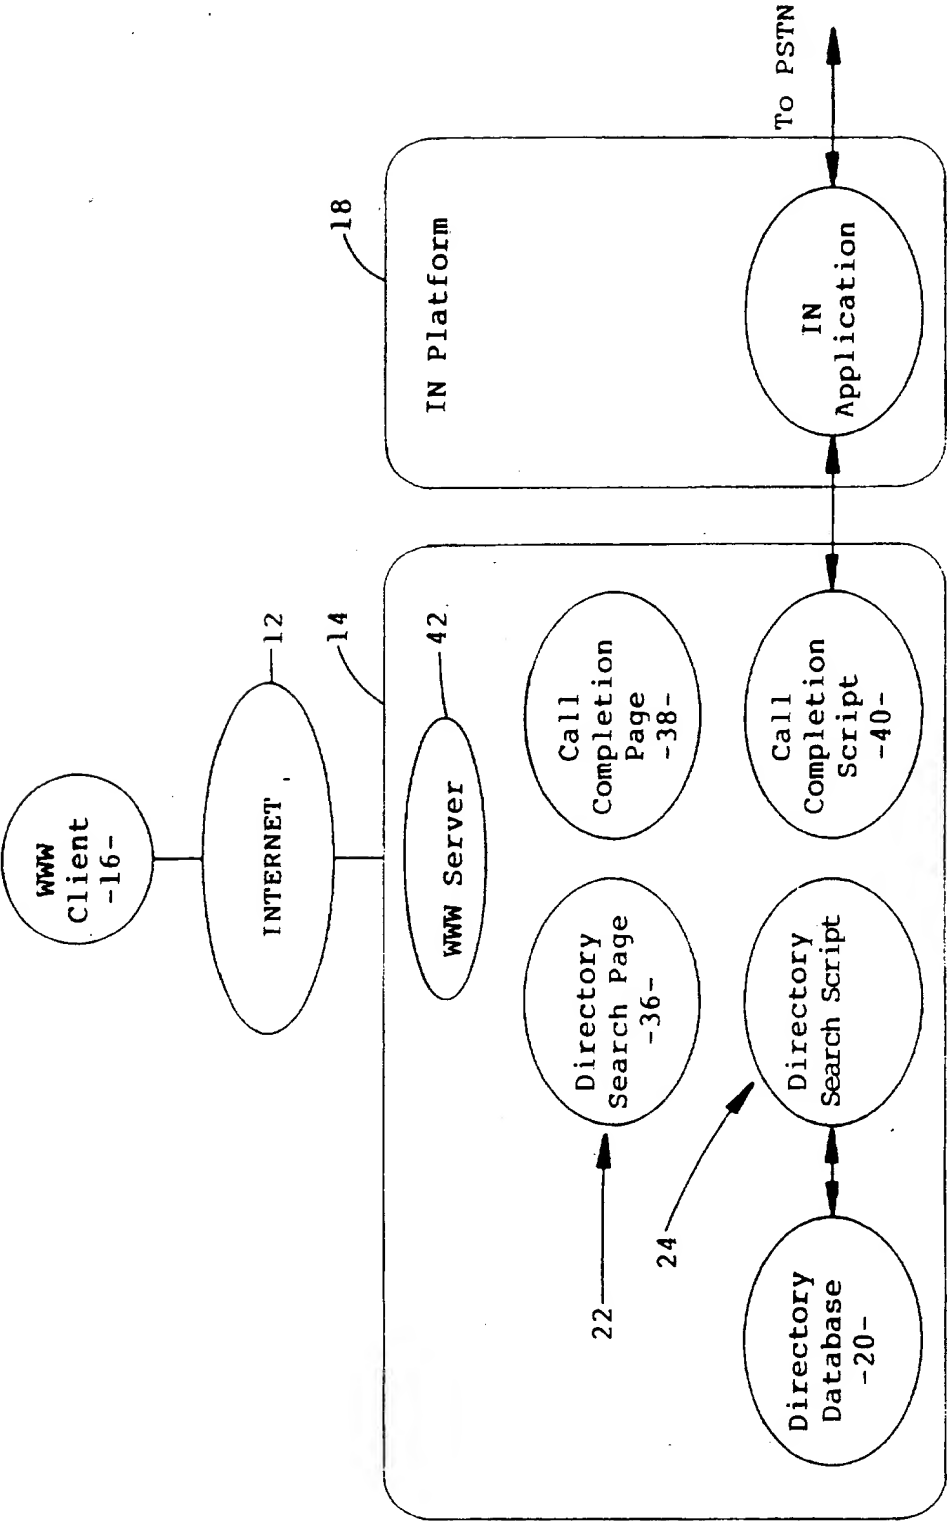 WWW
Client
-16-
INTERNET
12
14
18
WWW Server
42
IN Platform
Directory
Search Page
-36-
Call
Completion
Page
-38-
22
24
Directory
Database
-20-
Directory
Search Script
Call
Completion
Script
-40-
IN
Application
To PSTN